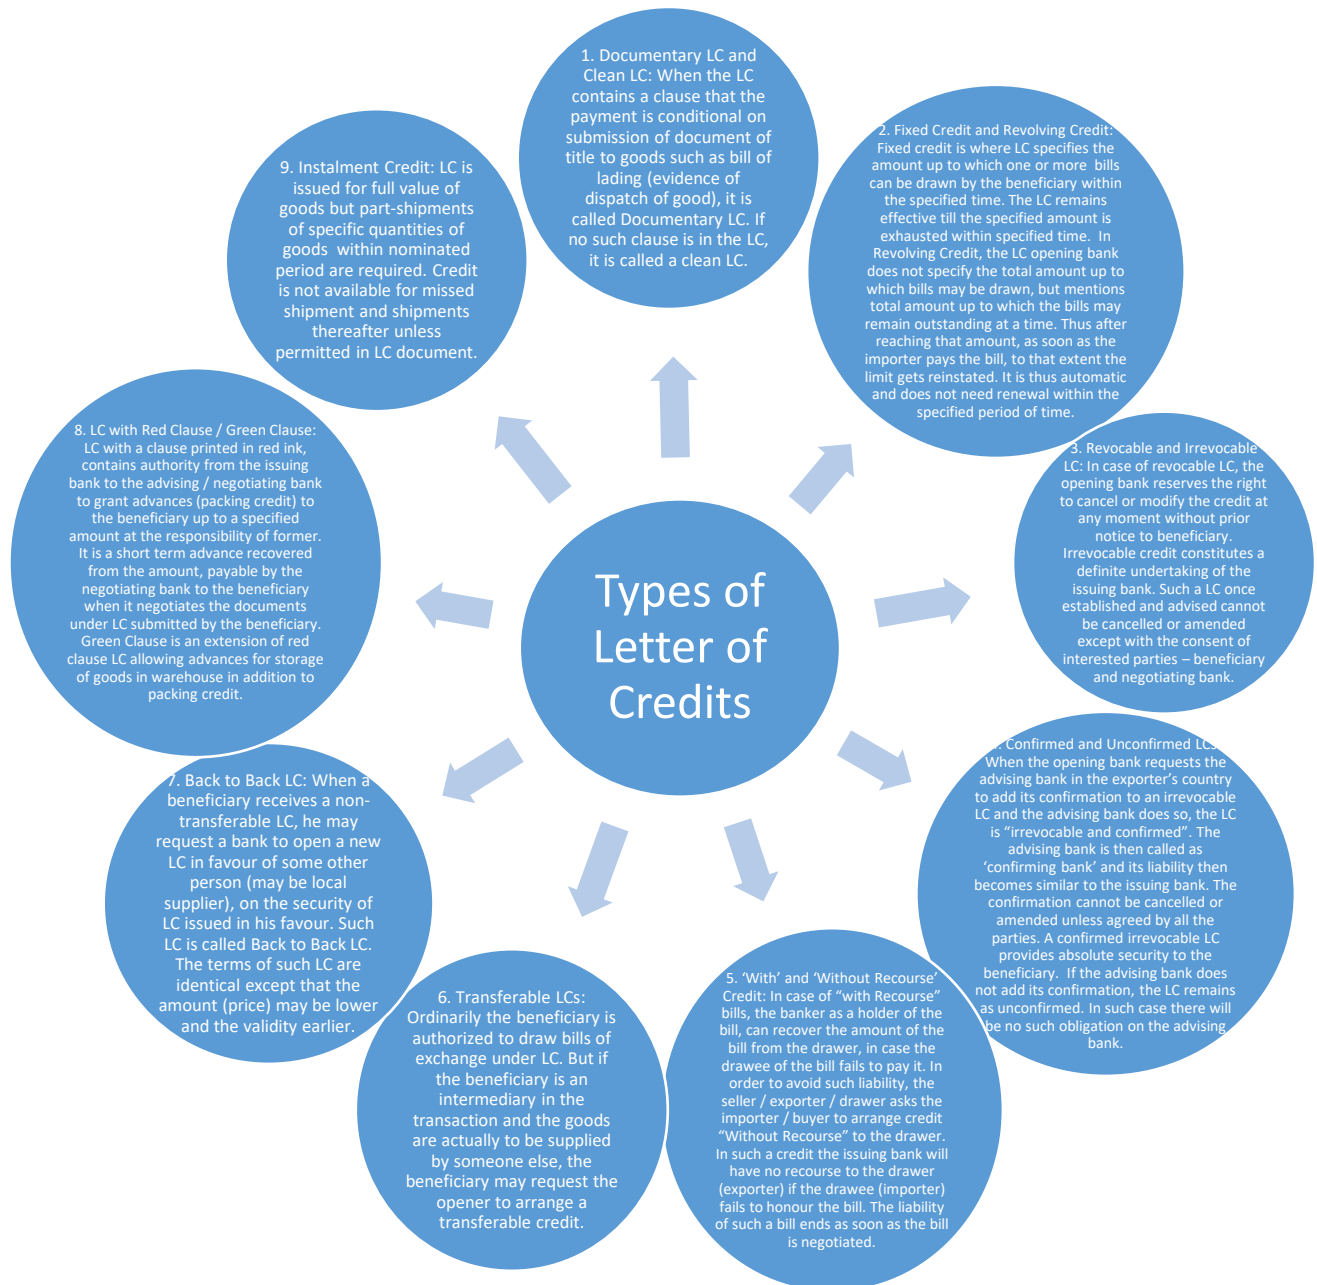 Types of
Letter of
Credits
1. Documentary LC and
Clean LC: When the LC
contains a clause that the
payment is conditional on
submission of document of
title to goods such as bill of
lading (evidence of
dispatch of good), it is
called Documentary LC. If
no such clause is in the LC,
it is called a clean LC.
2. Fixed Credit and Revolving Credit:
Fixed credit is where LC specifies the
amount up to which one or more bills
can be drawn by the beneficiary within
the specified time. The LC remains
effective till the specified amount is
exhausted within specified time. In
Revolving Credit, the LC opening bank
does not specify the total amount up to
which bills may be drawn, but mentions
total amount up to which the bills may
remain outstanding at a time. Thus after
reaching that amount, as soon as the
importer pays the bill, to that extent the
limit gets reinstated. It is thus automatic
and does not need renewal within the
specified period of time.
3. Revocable and Irrevocable
LC: In case of revocable LC, the
opening bank reserves the right
to cancel or modify the credit at
any moment without prior
notice to beneficiary.
Irrevocable credit constitutes a
definite undertaking of the
issuing bank. Such a LC once
established and advised cannot
be cancelled or amended
except with the consent of
interested parties – beneficiary
and negotiating bank.
4. Confirmed and Unconfirmed LCs:
When the opening bank requests the
advising bank in the exporter's country
to add its confirmation to an irrevocable
LC and the advising bank does so, the LC
is "irrevocable and confirmed". The
advising bank is then called as
'confirming bank' and its liability then
becomes similar to the issuing bank. The
confirmation cannot be cancelled or
amended unless agreed by all the
parties. A confirmed irrevocable LC
provides absolute security to the
beneficiary. If the advising bank does
not add its confirmation, the LC remains
as unconfirmed. In such case there will
be no such obligation on the advising
bank.
5. 'With' and 'Without Recourse'
Credit: In case of "with Recourse"
bills, the banker as a holder of the
bill, can recover the amount of the
bill from the drawer, in case the
drawee of the bill fails to pay it. In
order to avoid such liability, the
seller / exporter / drawer asks the
importer / buyer to arrange credit
"Without Recourse" to the drawer.
In such a credit the issuing bank will
have no recourse to the drawer
(exporter) if the drawee (importer)
fails to honour the bill. The liability
of such a bill ends as soon as the bill
is negotiated.
6. Transferable LCs:
Ordinarily the beneficiary is
authorized to draw bills of
exchange under LC. But if
the beneficiary is an
intermediary in the
transaction and the goods
are actually to be supplied
by someone else, the
beneficiary may request the
opener to arrange a
transferable credit.
7. Back to Back LC: When a
beneficiary receives a non-
transferable LC, he may
request a bank to open a new
LC in favour of some other
person (may be local
supplier), on the security of
LC issued in his favour. Such
LC is called Back to Back LC.
The terms of such LC are
identical except that the
amount (price) may be lower
and the validity earlier.
8. LC with Red Clause / Green Clause:
LC with a clause printed in red ink,
contains authority from the issuing
bank to the advising / negotiating bank
to grant advances (packing credit) to
the beneficiary up to a specified
amount at the responsibility of former.
It is a short term advance recovered
from the amount, payable by the
negotiating bank to the beneficiary
when it negotiates the documents
under LC submitted by the beneficiary.
Green Clause is an extension of red
clause LC allowing advances for storage
of goods in warehouse in addition to
packing credit.
9. Instalment Credit: LC is
issued for full value of
goods but part-shipments
of specific quantities of
goods within nominated
period are required. Credit
is not available for missed
shipment and shipments
thereafter unless
permitted in LC document.